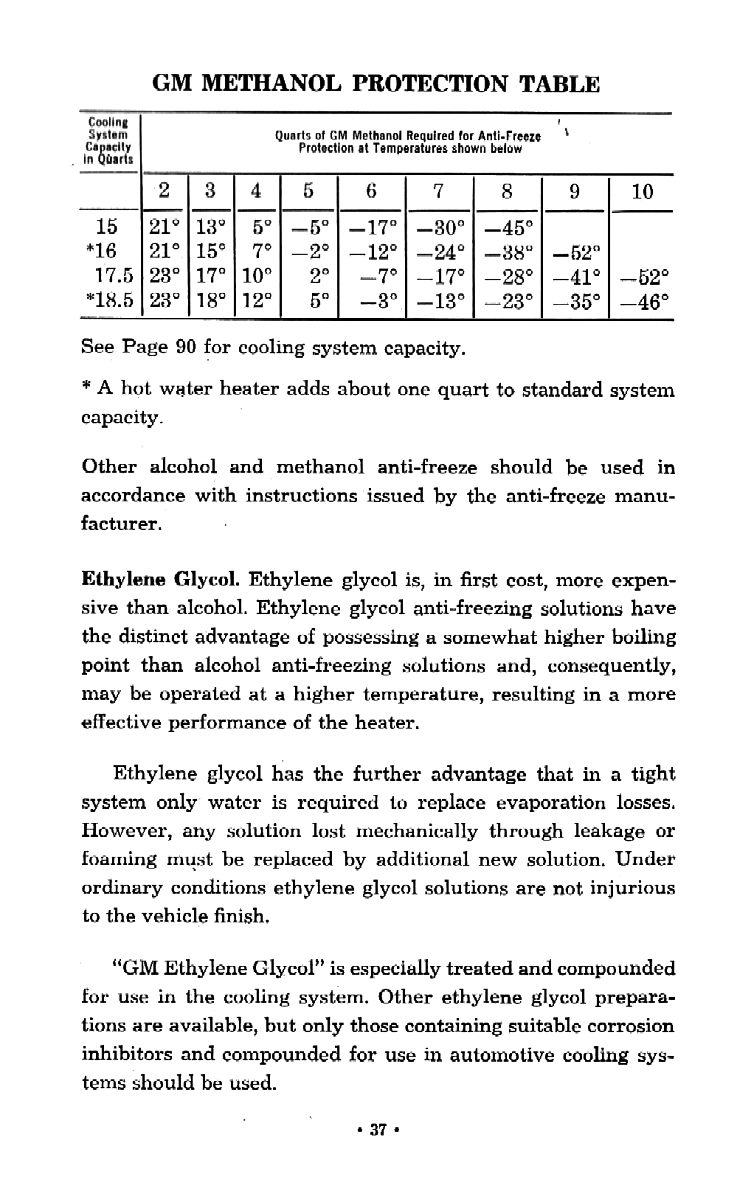 GM METHANOL PROTECTION TABLE
Cooling
System
Capacity
in Quarts
Quarts of GM Methanol Required for Anti-Freeze
Protection at Temperatures shown below
2 3 4 5 6 7 8 9 10
15 21° 13° 5° —5° —17° —30° —45°
*16 21° 15° 7° —2° —12° —24° —38° —52°
17.5 23° 17° 10° 2° —7° —17° —28° —41° —52°
*18.5 23° 18° 12° 5° —3° —13° —23° —35° —46°
See Page 90 for cooling system capacity.
* A hot water heater adds about one quart to standard system
capacity.
Other alcohol and methanol anti-freeze should be used in
accordance with instructions issued by the anti-freeze manu-
facturer.
Ethylene Glycol. Ethylene glycol is, in first cost, more expen-
sive than alcohol. Ethylene glycol anti-freezing solutions have
the distinct advantage of possessing a somewhat higher boiling
point than alcohol anti-freezing solutions and, consequently,
may be operated at a higher temperature, resulting in a more
effective performance of the heater.
Ethylene glycol has the further advantage that in a tight
system only water is required to replace evaporation losses.
However, any solution lost mechanically through leakage or
foaming must be replaced by additional new solution. Under
ordinary conditions ethylene glycol solutions are not injurious
to the vehicle finish.
“GM Ethylene Glycol” is especially treated and compounded
for use in the cooling system. Other ethylene glycol prepara-
tions are available, but only those containing suitable corrosion
inhibitors and compounded for use in automotive cooling sys-
tems should be used.
• 37 •